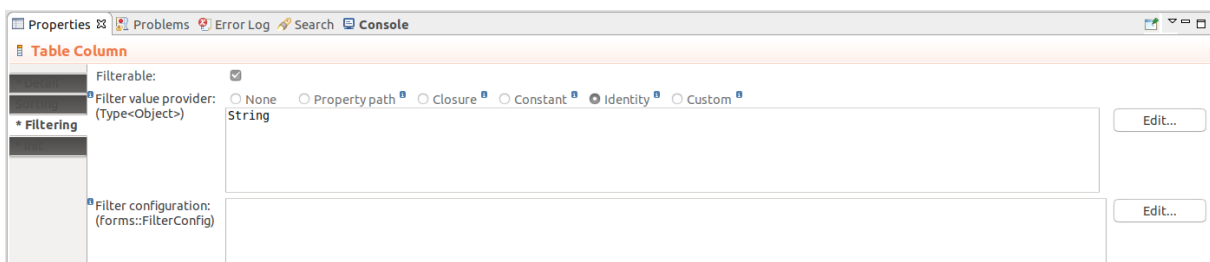 Properties Problems Error Log Search Console
Table Column
Filterable:
Filter value provider: None Property path Closure Constant Identity Custom
(Type<Object>)
String
Edit...
* Filtering
Filter configuration:
(forms::FilterConfig)
Edit...